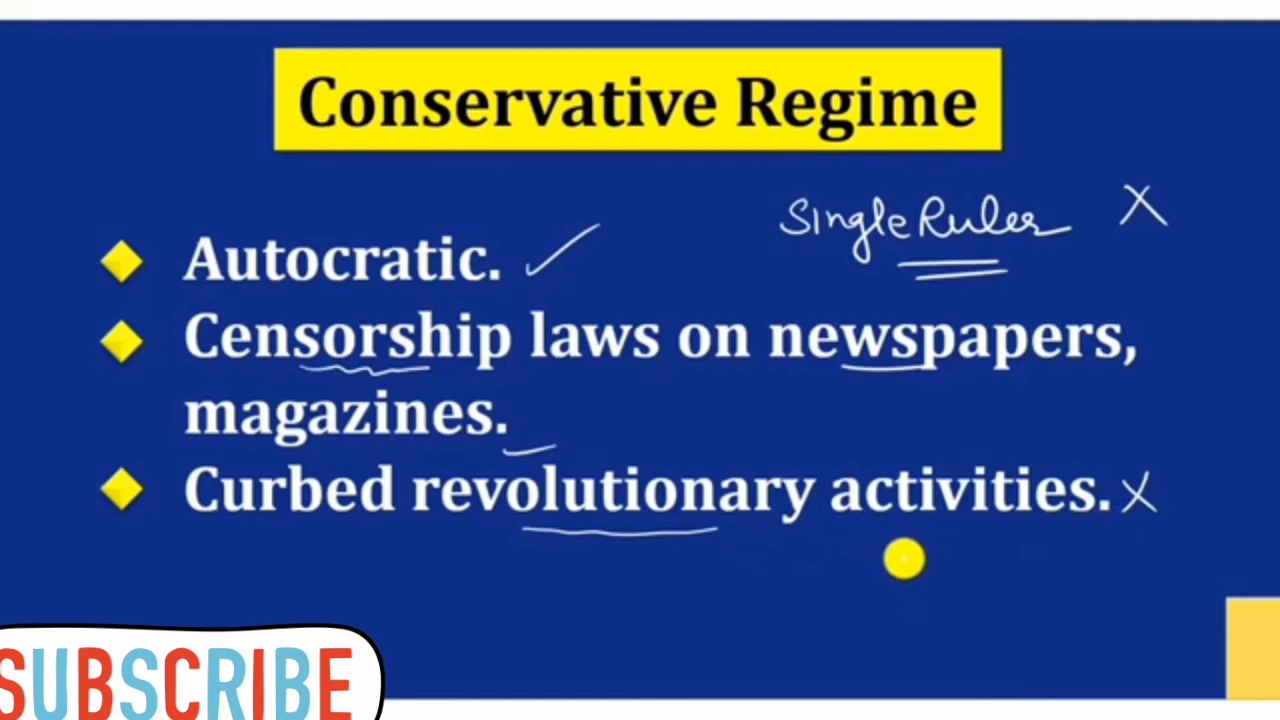 Conservative Regime
Single Ruler X
Autocratic.
Censorship laws on newspapers,
magazines.
Curbed revolutionary activities. X
SUBSCRIBE